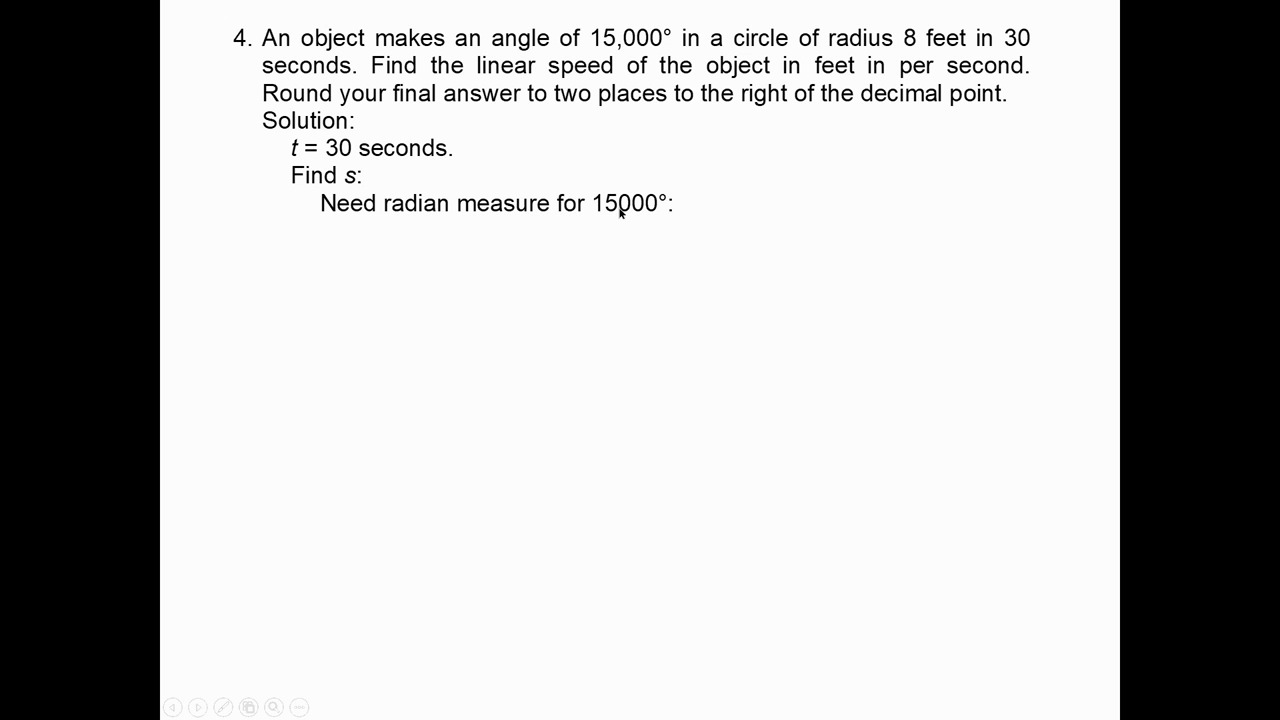 4. An object makes an angle of 15,000° in a circle of radius 8 feet in 30
seconds. Find the linear speed of the object in feet in per second.
Round your final answer to two places to the right of the decimal point.
Solution:
t = 30 seconds.
Find s:
Need radian measure for 15000°: